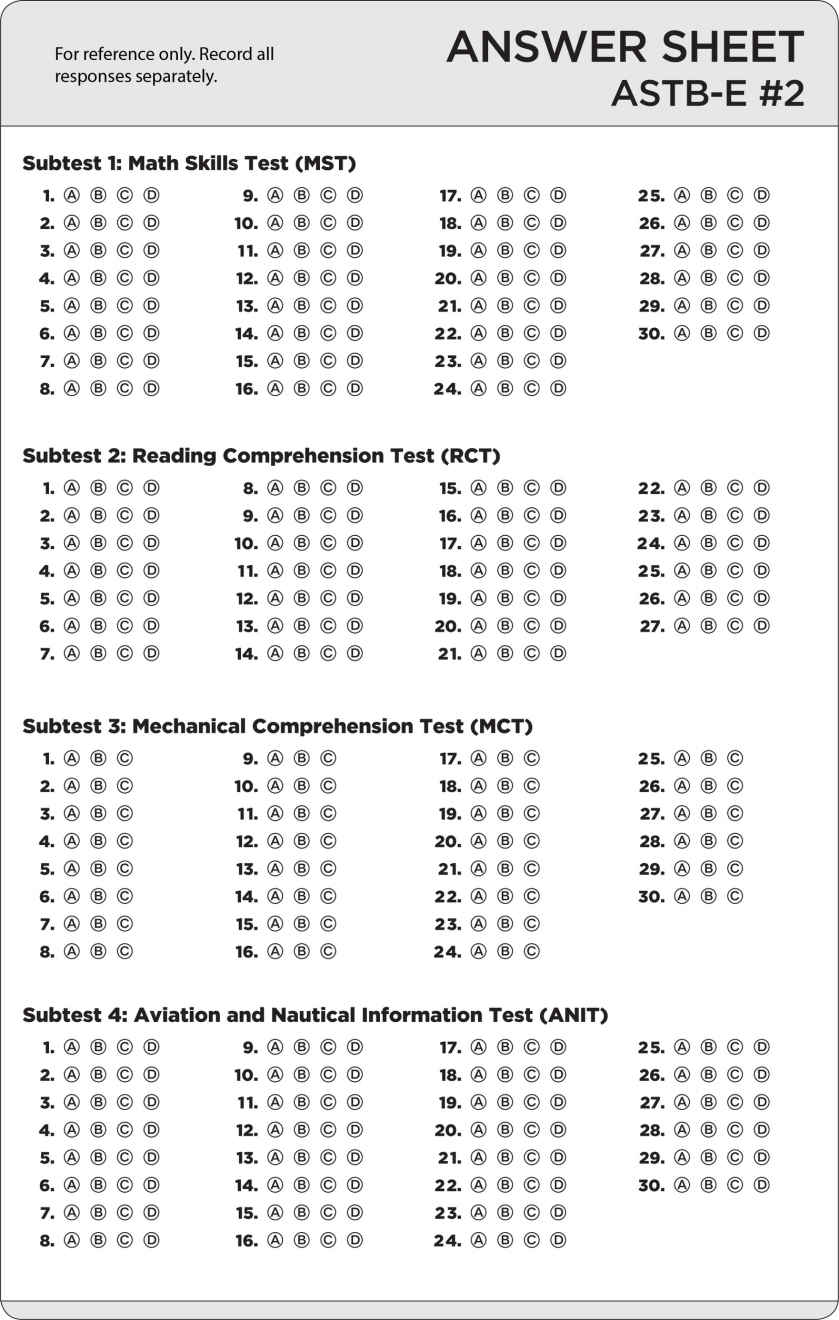 For reference only. Record all
responses separately.
ANSWER SHEET
ASTB-E #2
Subtest 1: Math Skills Test (MST)
1. Ⓐ Ⓑ Ⓒ Ⓓ 9. Ⓐ Ⓑ Ⓒ Ⓓ 17. Ⓐ Ⓑ Ⓒ Ⓓ 25. Ⓐ Ⓑ Ⓒ Ⓓ
2. Ⓐ Ⓑ Ⓒ Ⓓ 10. Ⓐ Ⓑ Ⓒ Ⓓ 18. Ⓐ Ⓑ Ⓒ Ⓓ 26. Ⓐ Ⓑ Ⓒ Ⓓ
3. Ⓐ Ⓑ Ⓒ Ⓓ 11. Ⓐ Ⓑ Ⓒ Ⓓ 19. Ⓐ Ⓑ Ⓒ Ⓓ 27. Ⓐ Ⓑ Ⓒ Ⓓ
4. Ⓐ Ⓑ Ⓒ Ⓓ 12. Ⓐ Ⓑ Ⓒ Ⓓ 20. Ⓐ Ⓑ Ⓒ Ⓓ 28. Ⓐ Ⓑ Ⓒ Ⓓ
5. Ⓐ Ⓑ Ⓒ Ⓓ 13. Ⓐ Ⓑ Ⓒ Ⓓ 21. Ⓐ Ⓑ Ⓒ Ⓓ 29. Ⓐ Ⓑ Ⓒ Ⓓ
6. Ⓐ Ⓑ Ⓒ Ⓓ 14. Ⓐ Ⓑ Ⓒ Ⓓ 22. Ⓐ Ⓑ Ⓒ Ⓓ 30. Ⓐ Ⓑ Ⓒ Ⓓ
7. Ⓐ Ⓑ Ⓒ Ⓓ 15. Ⓐ Ⓑ Ⓒ Ⓓ 23. Ⓐ Ⓑ Ⓒ Ⓓ
8. Ⓐ Ⓑ Ⓒ Ⓓ 16. Ⓐ Ⓑ Ⓒ Ⓓ 24. Ⓐ Ⓑ Ⓒ Ⓓ
Subtest 2: Reading Comprehension Test (RCT)
1. Ⓐ Ⓑ Ⓒ Ⓓ 8. Ⓐ Ⓑ Ⓒ Ⓓ 15. Ⓐ Ⓑ Ⓒ Ⓓ 22. Ⓐ Ⓑ Ⓒ Ⓓ
2. Ⓐ Ⓑ Ⓒ Ⓓ 9. Ⓐ Ⓑ Ⓒ Ⓓ 16. Ⓐ Ⓑ Ⓒ Ⓓ 23. Ⓐ Ⓑ Ⓒ Ⓓ
3. Ⓐ Ⓑ Ⓒ Ⓓ 10. Ⓐ Ⓑ Ⓒ Ⓓ 17. Ⓐ Ⓑ Ⓒ Ⓓ 24. Ⓐ Ⓑ Ⓒ Ⓓ
4. Ⓐ Ⓑ Ⓒ Ⓓ 11. Ⓐ Ⓑ Ⓒ Ⓓ 18. Ⓐ Ⓑ Ⓒ Ⓓ 25. Ⓐ Ⓑ Ⓒ Ⓓ
5. Ⓐ Ⓑ Ⓒ Ⓓ 12. Ⓐ Ⓑ Ⓒ Ⓓ 19. Ⓐ Ⓑ Ⓒ Ⓓ 26. Ⓐ Ⓑ Ⓒ Ⓓ
6. Ⓐ Ⓑ Ⓒ Ⓓ 13. Ⓐ Ⓑ Ⓒ Ⓓ 20. Ⓐ Ⓑ Ⓒ Ⓓ 27. Ⓐ Ⓑ Ⓒ Ⓓ
7. Ⓐ Ⓑ Ⓒ Ⓓ 14. Ⓐ Ⓑ Ⓒ Ⓓ 21. Ⓐ Ⓑ Ⓒ Ⓓ
Subtest 3: Mechanical Comprehension Test (MCT)
1. Ⓐ Ⓑ Ⓒ 9. Ⓐ Ⓑ Ⓒ 17. Ⓐ Ⓑ Ⓒ 25. Ⓐ Ⓑ Ⓒ
2. Ⓐ Ⓑ Ⓒ 10. Ⓐ Ⓑ Ⓒ 18. Ⓐ Ⓑ Ⓒ 26. Ⓐ Ⓑ Ⓒ
3. Ⓐ Ⓑ Ⓒ 11. Ⓐ Ⓑ Ⓒ 19. Ⓐ Ⓑ Ⓒ 27. Ⓐ Ⓑ Ⓒ
4. Ⓐ Ⓑ Ⓒ 12. Ⓐ Ⓑ Ⓒ 20. Ⓐ Ⓑ Ⓒ 28. Ⓐ Ⓑ Ⓒ
5. Ⓐ Ⓑ Ⓒ 13. Ⓐ Ⓑ Ⓒ 21. Ⓐ Ⓑ Ⓒ 29. Ⓐ Ⓑ Ⓒ
6. Ⓐ Ⓑ Ⓒ 14. Ⓐ Ⓑ Ⓒ 22. Ⓐ Ⓑ Ⓒ 30. Ⓐ Ⓑ Ⓒ
7. Ⓐ Ⓑ Ⓒ 15. Ⓐ Ⓑ Ⓒ 23. Ⓐ Ⓑ Ⓒ
8. Ⓐ Ⓑ Ⓒ 16. Ⓐ Ⓑ Ⓒ 24. Ⓐ Ⓑ Ⓒ
Subtest 4: Aviation and Nautical Information Test (ANIT)
1. Ⓐ Ⓑ Ⓒ Ⓓ 9. Ⓐ Ⓑ Ⓒ Ⓓ 17. Ⓐ Ⓑ Ⓒ Ⓓ 25. Ⓐ Ⓑ Ⓒ Ⓓ
2. Ⓐ Ⓑ Ⓒ Ⓓ 10. Ⓐ Ⓑ Ⓒ Ⓓ 18. Ⓐ Ⓑ Ⓒ Ⓓ 26. Ⓐ Ⓑ Ⓒ Ⓓ
3. Ⓐ Ⓑ Ⓒ Ⓓ 11. Ⓐ Ⓑ Ⓒ Ⓓ 19. Ⓐ Ⓑ Ⓒ Ⓓ 27. Ⓐ Ⓑ Ⓒ Ⓓ
4. Ⓐ Ⓑ Ⓒ Ⓓ 12. Ⓐ Ⓑ Ⓒ Ⓓ 20. Ⓐ Ⓑ Ⓒ Ⓓ 28. Ⓐ Ⓑ Ⓒ Ⓓ
5. Ⓐ Ⓑ Ⓒ Ⓓ 13. Ⓐ Ⓑ Ⓒ Ⓓ 21. Ⓐ Ⓑ Ⓒ Ⓓ 29. Ⓐ Ⓑ Ⓒ Ⓓ
6. Ⓐ Ⓑ Ⓒ Ⓓ 14. Ⓐ Ⓑ Ⓒ Ⓓ 22. Ⓐ Ⓑ Ⓒ Ⓓ 30. Ⓐ Ⓑ Ⓒ Ⓓ
7. Ⓐ Ⓑ Ⓒ Ⓓ 15. Ⓐ Ⓑ Ⓒ Ⓓ 23. Ⓐ Ⓑ Ⓒ Ⓓ
8. Ⓐ Ⓑ Ⓒ Ⓓ 16. Ⓐ Ⓑ Ⓒ Ⓓ 24. Ⓐ Ⓑ Ⓒ Ⓓ